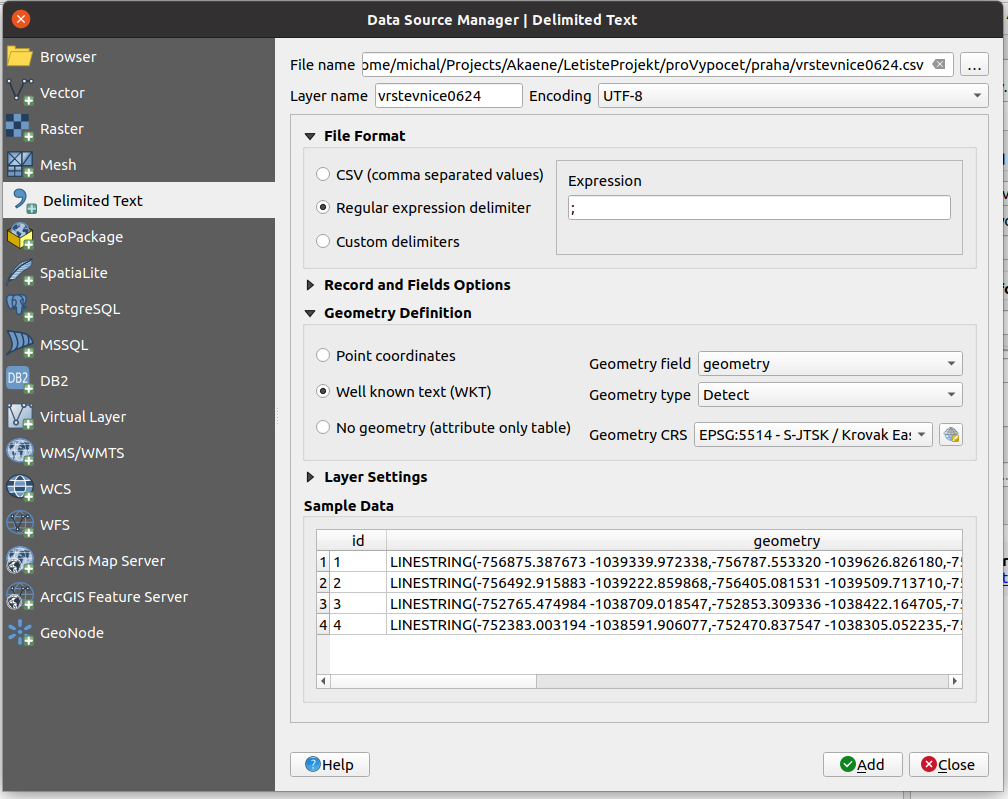 Data Source Manager | Delimited Text
Browser
Vector
Raster
Mesh
Delimited Text
GeoPackage
SpatiaLite
PostgreSQL
MSSQL
DB2
DB2
Virtual Layer
WMS/WMTS
WCS
WFS
ArcGIS Map Server
ArcGIS Feature Server
GeoNode
File name ome/michal/Projects/Akaene/LetisteProjekt/proVypocet/praha/vrstevnice0624.csv ...
Layer name vrstevnice0624 Encoding UTF-8
File Format
CSV (comma separated values)
Regular expression delimiter
Custom delimiters
Expression
;
Record and Fields Options
Geometry Definition
Point coordinates
Well known text (WKT)
No geometry (attribute only table)
Geometry field geometry
Geometry type Detect
Geometry CRS EPSG:5514 - S-JTSK / Krovak Eas
Layer Settings
Sample Data
id geometry
1 1 LINESTRING(-756875.387673 -1039339.972338,-756787.553320 -1039626.826180,-75
2 2 LINESTRING(-756492.915883 -1039222.859868,-756405.081531 -1039509.713710,-75
3 3 LINESTRING(-752765.474984 -1038709.018547,-752853.309336 -1038422.164705,-75
4 4 LINESTRING(-752383.003194 -1038591.906077,-752470.837547 -1038305.052235,-75
Help Add Close